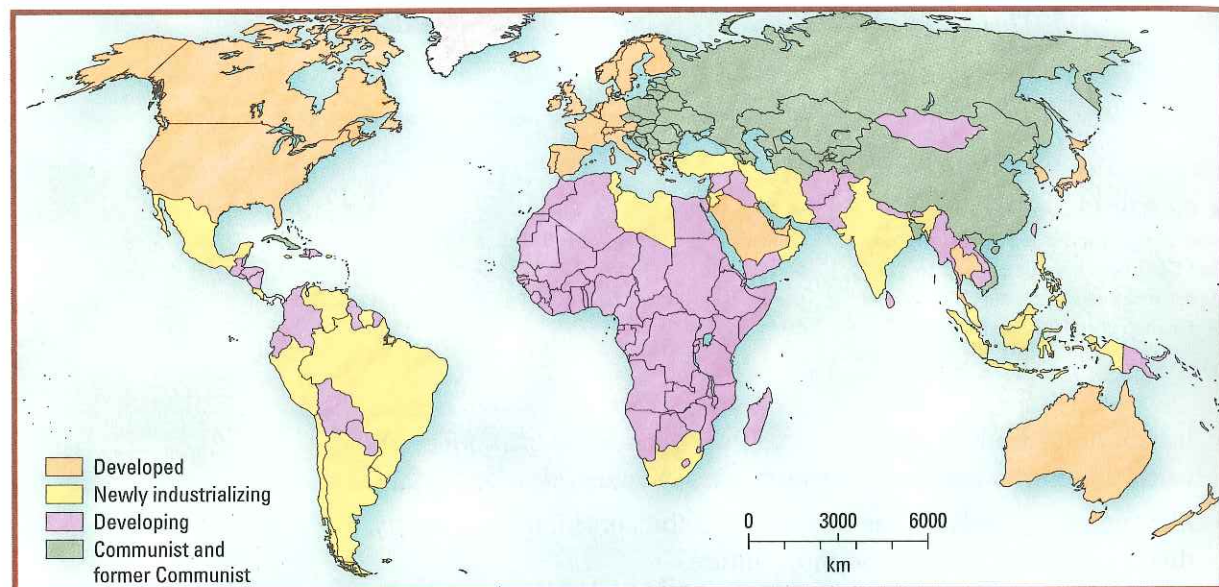 Developed
Newly industrializing
Developing
Communist and
former Communist
0 3000 6000
km